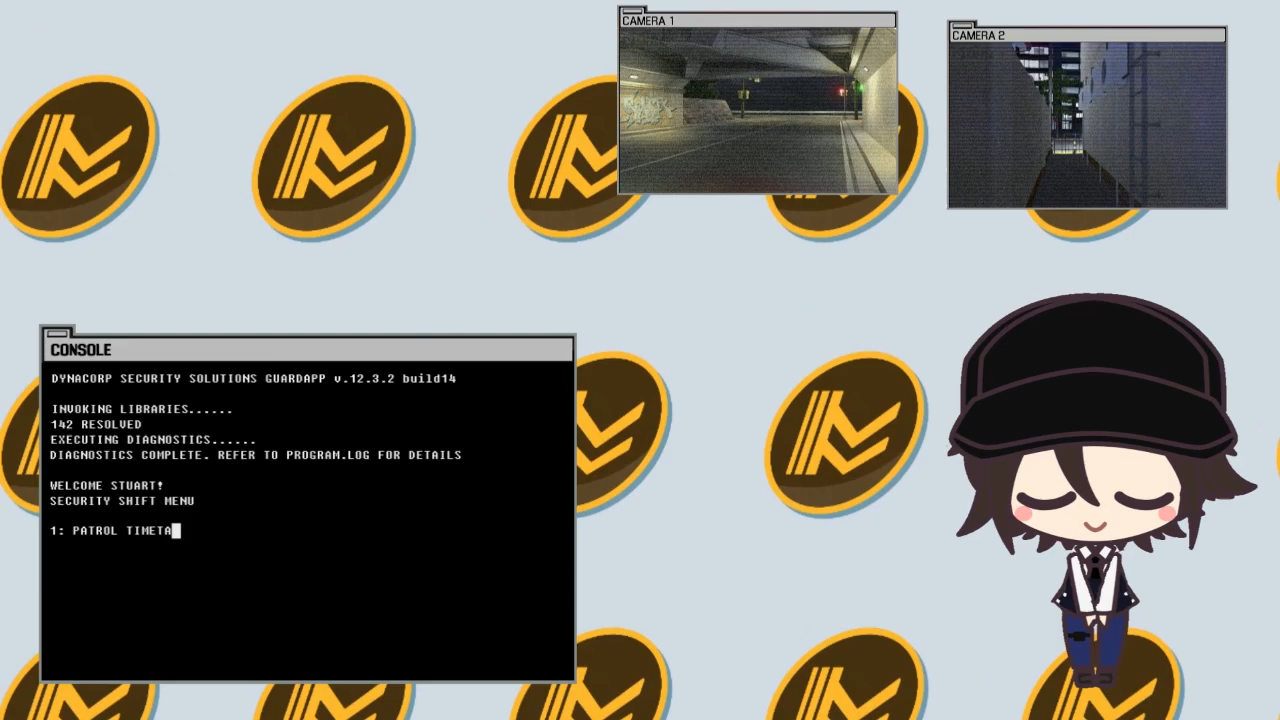 CAMERA 1
CAMERA 2
CONSOLE
DYNACORP SECURITY SOLUTIONS GUARDAPP v.12.3.2 build14
INVOKING LIBRARIES......
142 RESOLVED
EXECUTING DIAGNOSTICS......
DIAGNOSTICS COMPLETE. REFER TO PROGRAM.LOG FOR DETAILS
WELCOME STUART!
SECURITY SHIFT MENU
1: PATROL TIMETA